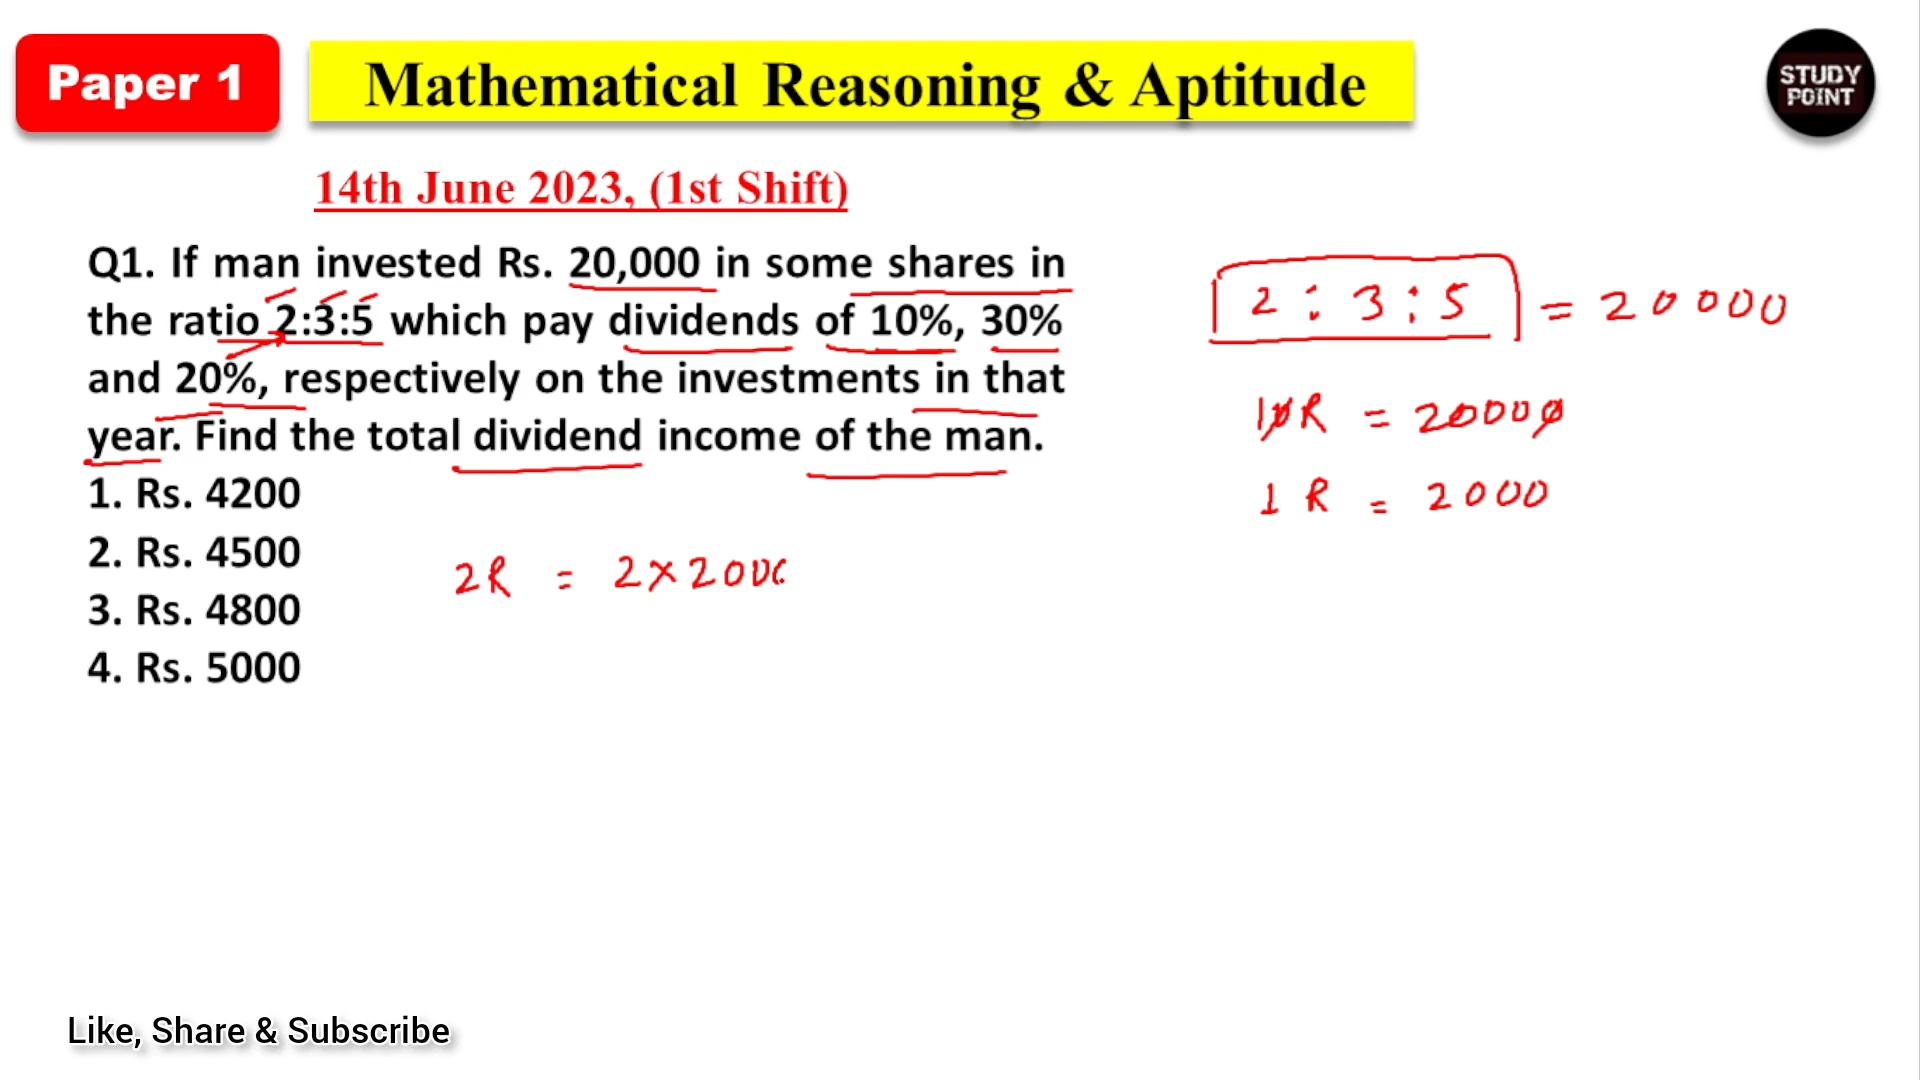 Paper 1
Mathematical Reasoning & Aptitude
STUDY
POINT
14th June 2023, (1st Shift)
Q1. If man invested Rs. 20,000 in some shares in
the ratio 2:3:5 which pay dividends of 10%, 30%
and 20%, respectively on the investments in that
year. Find the total dividend income of the man.
1. Rs. 4200
2. Rs. 4500
3. Rs. 4800
4. Rs. 5000
2 : 3 : 5 = 20000
10R = 20000
1 R = 2000
2R = 2×2000
Like, Share & Subscribe